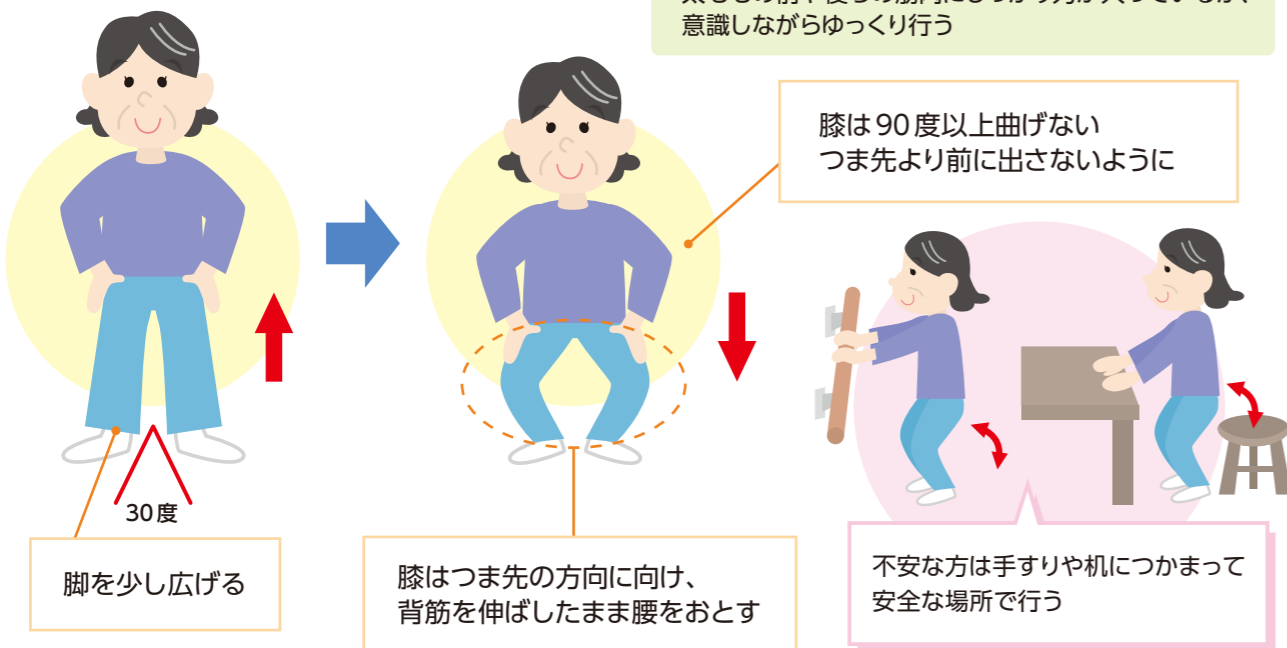 意識しながらゆっくり行う
膝は90度以上曲げない
つま先より前に出さないように
30度
脚を少し広げる
膝はつま先の方向に向け、
背筋を伸ばしたまま腰をおとす
不安な方は手すりや机につかまって
安全な場所で行う